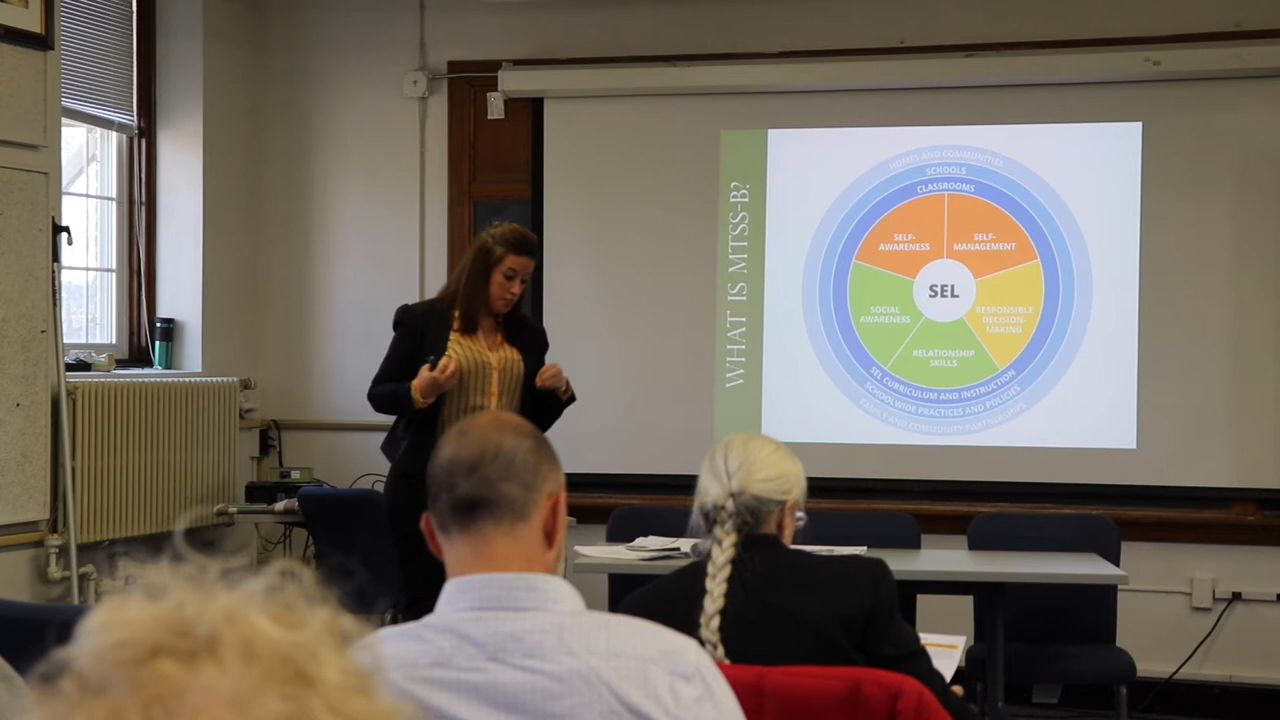 WHAT IS MTSS-B?
HOMES AND COMMUNITIES
SCHOOLS
CLASSROOMS
SELF-
AWARENESS
SELF-
MANAGEMENT
SEL
SOCIAL
AWARENESS
RESPONSIBLE
DECISION-
MAKING
RELATIONSHIP
SKILLS
SEL CURRICULUM AND INSTRUCTION
SCHOOLWIDE PRACTICES AND POLICIES
FAMILY AND COMMUNITY PARTNERSHIPS